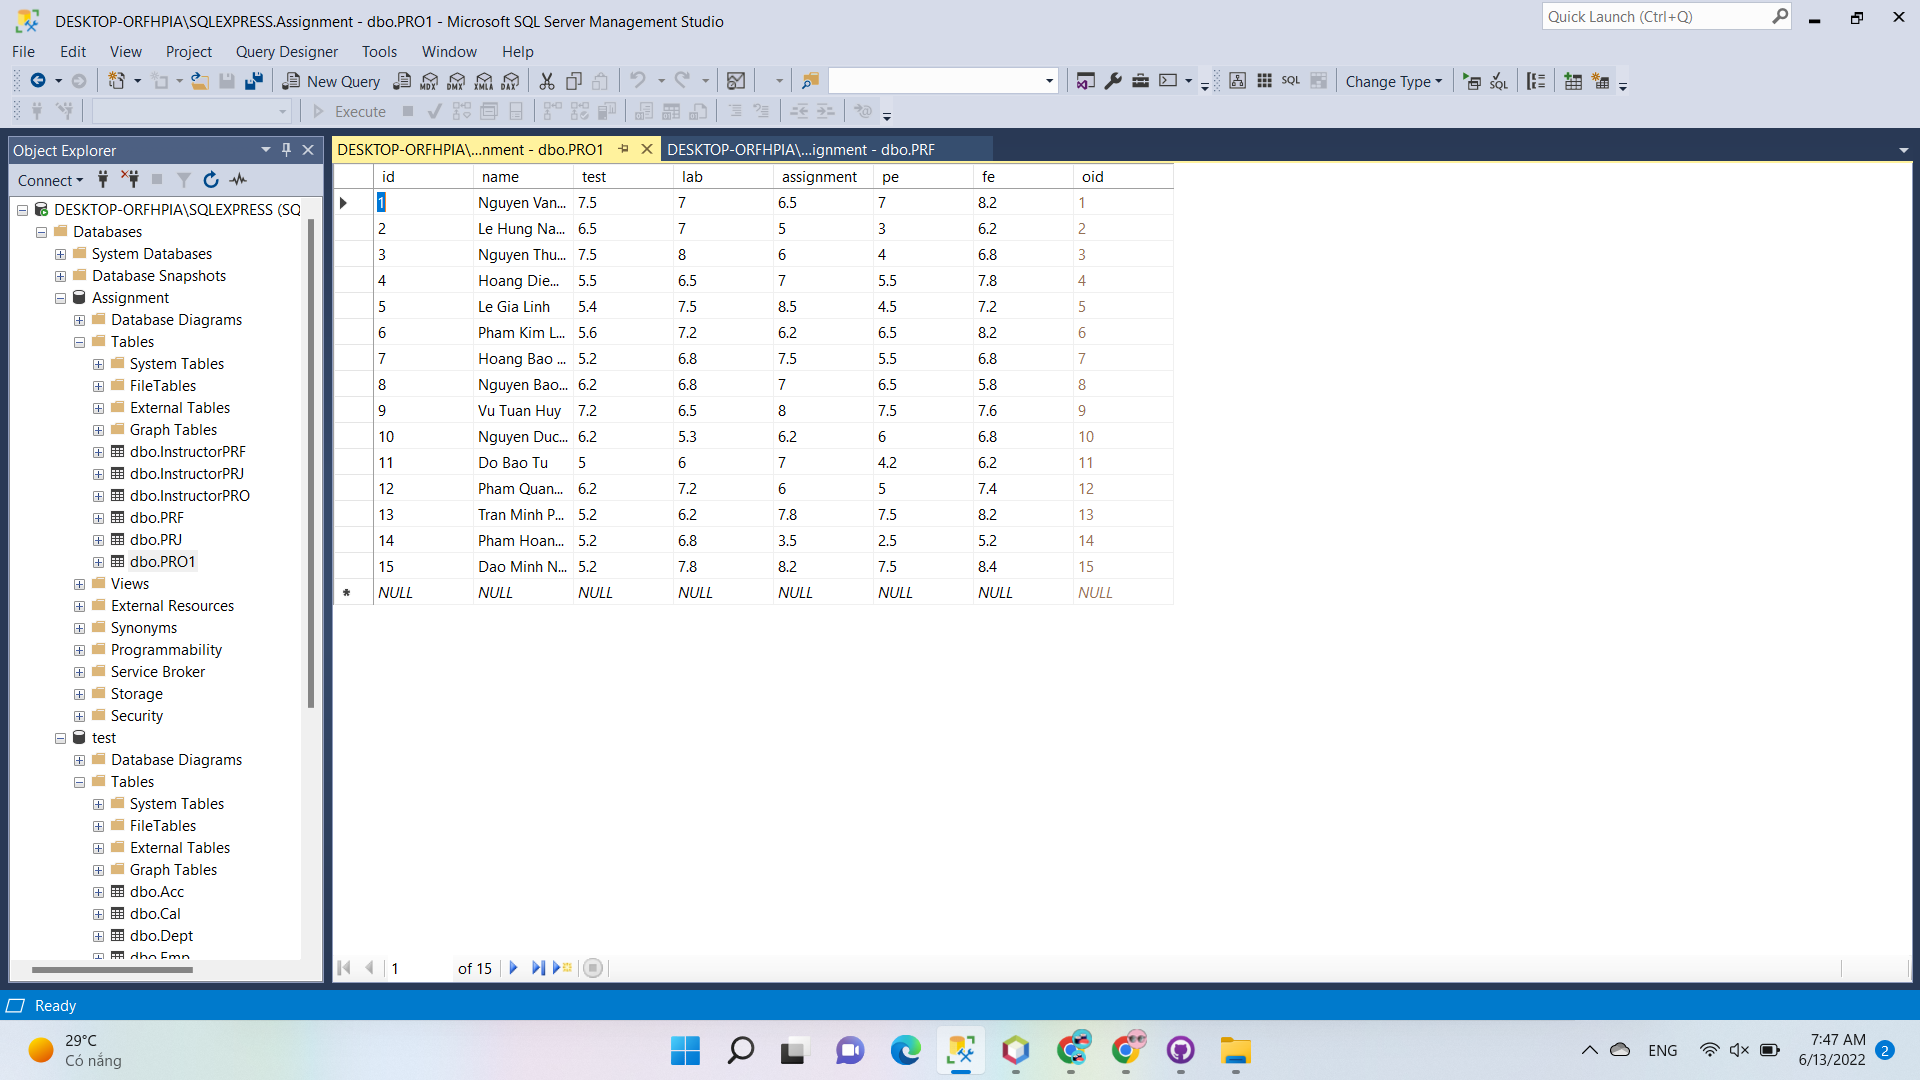 DESKTOP-ORFHPIA\SQLEXPRESS.Assignment - dbo.PRO1 - Microsoft SQL Server Management Studio
Quick Launch (Ctrl+Q)
File Edit View Project Query Designer Tools Window Help
New Query MDX DMX XMLA DAX SQL Change Type SQL
Execute
Object Explorer
DESKTOP-ORFHPIA\...nment - dbo.PRO1
DESKTOP-ORFHPIA\...ignment - dbo.PRF
Connect
DESKTOP-ORFHPIA\SQLEXPRESS (SQ
Databases
System Databases
Database Snapshots
Assignment
Database Diagrams
Tables
System Tables
FileTables
External Tables
Graph Tables
dbo.InstructorPRF
dbo.InstructorPRJ
dbo.InstructorPRO
dbo.PRF
dbo.PRJ
dbo.PRO1
Views
External Resources
Synonyms
Programmability
Service Broker
Storage
Security
test
Database Diagrams
Tables
System Tables
FileTables
External Tables
Graph Tables
dbo.Acc
dbo.Cal
dbo.Dept
dbo.Emp
id name test lab assignment pe fe oid
1 Nguyen Van... 7.5 7 6.5 7 8.2 1
2 Le Hung Na... 6.5 7 5 3 6.2 2
3 Nguyen Thu... 7.5 8 6 4 6.8 3
4 Hoang Die... 5.5 6.5 7 5.5 7.8 4
5 Le Gia Linh 5.4 7.5 8.5 4.5 7.2 5
6 Pham Kim L... 5.6 7.2 6.2 6.5 8.2 6
7 Hoang Bao ... 5.2 6.8 7.5 5.5 6.8 7
8 Nguyen Bao... 6.2 6.8 7 6.5 5.8 8
9 Vu Tuan Huy 7.2 6.5 8 7.5 7.6 9
10 Nguyen Duc... 6.2 5.3 6.2 6 6.8 10
11 Do Bao Tu 5 6 7 4.2 6.2 11
12 Pham Quan... 6.2 7.2 6 5 7.4 12
13 Tran Minh P... 5.2 6.2 7.8 7.5 8.2 13
14 Pham Hoan... 5.2 6.8 3.5 2.5 5.2 14
15 Dao Minh N... 5.2 7.8 8.2 7.5 8.4 15
* NULL NULL NULL NULL NULL NULL NULL NULL
1 of 15
Ready
29°C
Có nắng
ENG
7:47 AM
6/13/2022
2